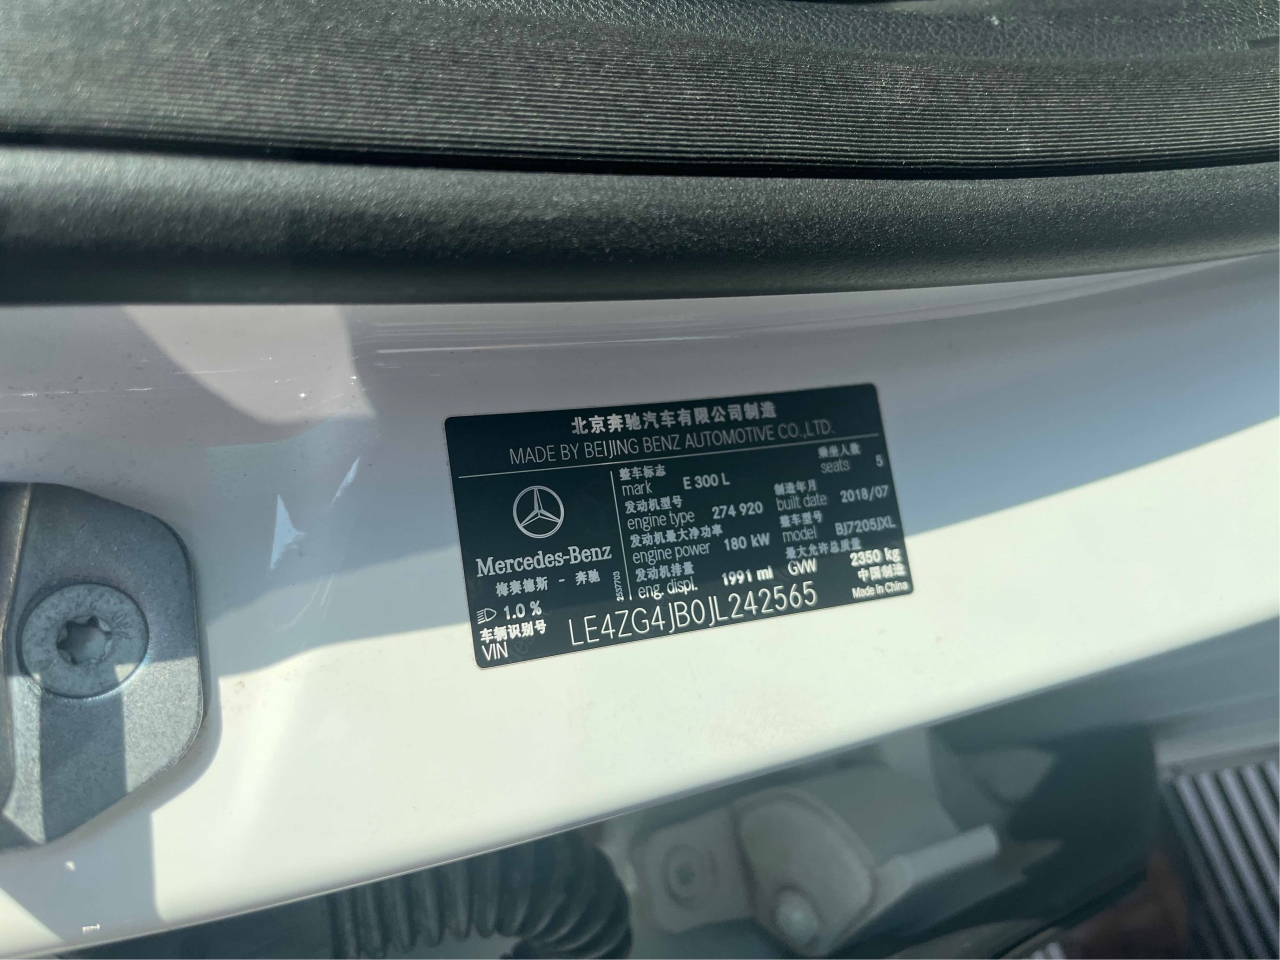 北京奔驰汽车有限公司制造
MADE BY BEIJING BENZ AUTOMOTIVE CO.,LTD.
整车标志
mark E 300 L
乘坐人数
seats 5
发动机型号
engine type 274 920
制造年月
built date 2018/07
发动机最大净功率
engine power 180 kW
整车型号
model BJ7205JXL
发动机排量
eng. displ. 1991 ml
最大允许总质量
GVW 2350 kg
Mercedes-Benz
梅赛德斯 - 奔驰
1.0 %
2537703
中国制造
Made in China
车辆识别号
VIN LE4ZG4JB0JL242565